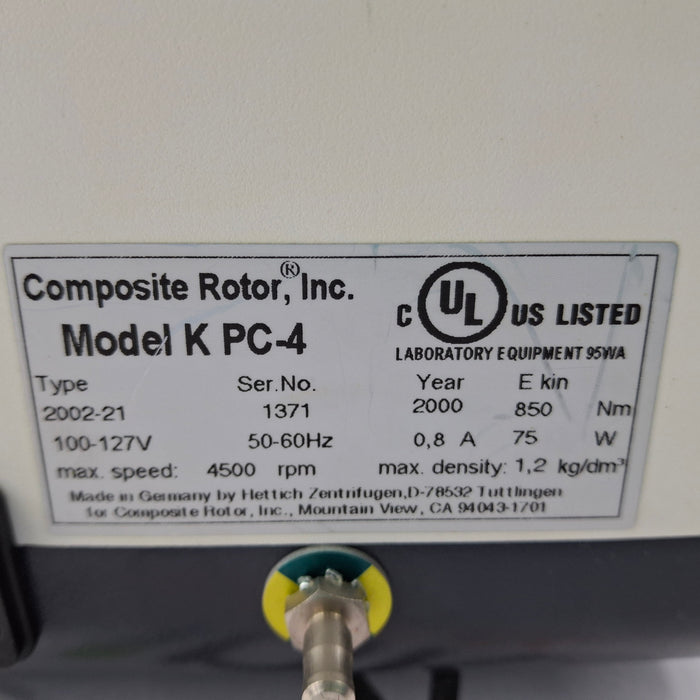 Composite Rotor,® Inc.
Model K PC-4
C UL US LISTED
LABORATORY EQUIPMENT 95WA
Type Ser.No. Year E kin
2002-21 1371 2000 850 Nm
100-127V 50-60Hz 0,8 A 75 W
max. speed: 4500 rpm max. density: 1,2 kg/dm³
Made in Germany by Hettich Zentrifugen,D-78532 Tuttlingen
for Composite Rotor, Inc., Mountain View, CA 94043-1701